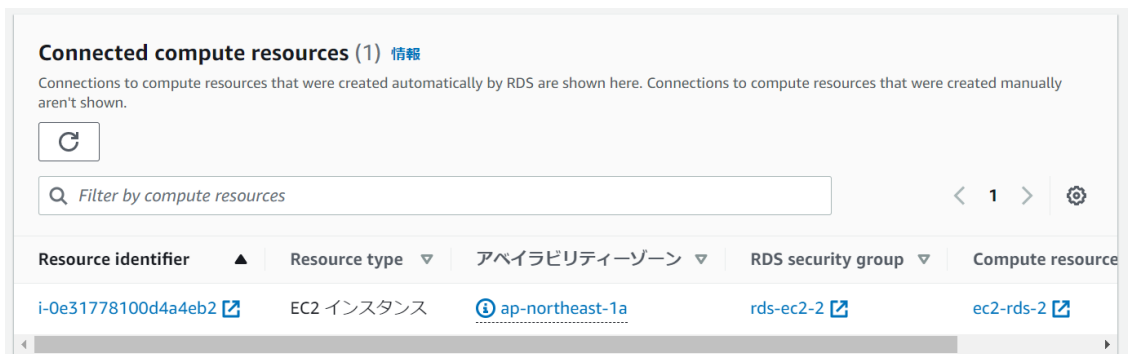 Connected compute resources (1) 情報
Connections to compute resources that were created automatically by RDS are shown here. Connections to compute resources that were created manually
aren't shown.
Filter by compute resources
1
Resource identifier Resource type アベイラビリティーゾーン RDS security group Compute resource
i-0e31778100d4a4eb2 EC2 インスタンス ap-northeast-1a rds-ec2-2 ec2-rds-2